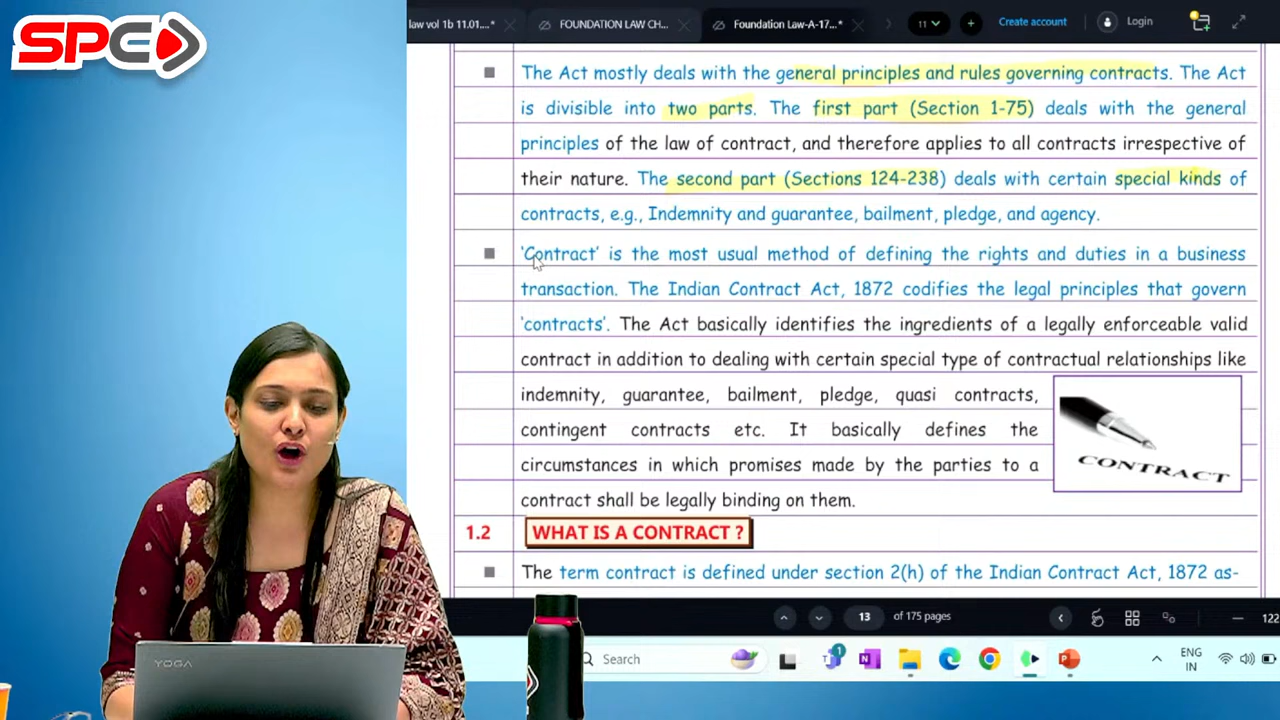 SPC
law vol 1b 11.01....*
FOUNDATION LAW CH...
Foundation Law-A-17...*
11
Create account
Login
The Act mostly deals with the general principles and rules governing contracts. The Act
is divisible into two parts. The first part (Section 1-75) deals with the general
principles of the law of contract, and therefore applies to all contracts irrespective of
their nature. The second part (Sections 124-238) deals with certain special kinds of
contracts, e.g., Indemnity and guarantee, bailment, pledge, and agency.
‘Contract’ is the most usual method of defining the rights and duties in a business
transaction. The Indian Contract Act, 1872 codifies the legal principles that govern
‘contracts’. The Act basically identifies the ingredients of a legally enforceable valid
contract in addition to dealing with certain special type of contractual relationships like
indemnity, guarantee, bailment, pledge, quasi contracts,
contingent contracts etc. It basically defines the
circumstances in which promises made by the parties to a
contract shall be legally binding on them.
CONTRACT
1.2 WHAT IS A CONTRACT ?
The term contract is defined under section 2(h) of the Indian Contract Act, 1872 as-
13 of 175 pages
122
YOGA
Search
1
ENG
IN